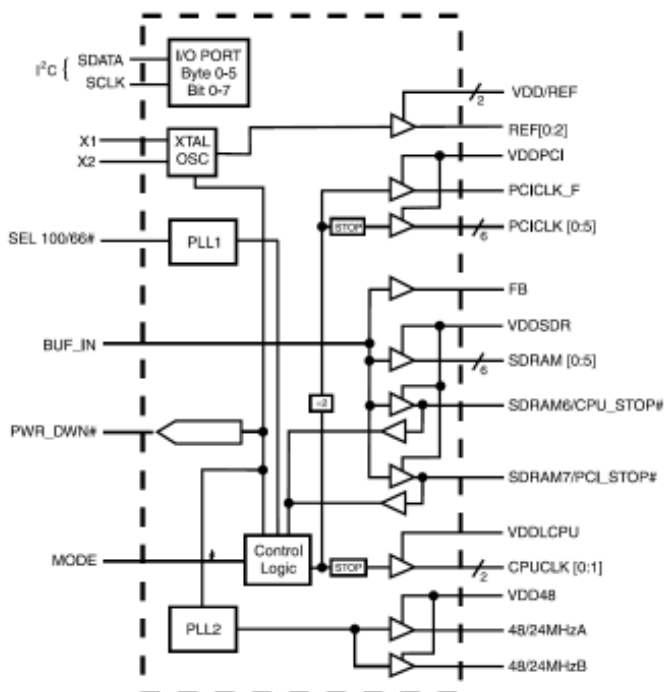 I²C { SDATA
SCLK
I/O PORT
Byte 0-5
Bit 0-7
VDD/REF
2
REF[0:2]
X1
X2
XTAL
OSC
VDDPCI
PCICLK_F
STOP
PCICLK [0:5]
6
SEL 100/66#
PLL1
FB
VDDSDR
BUF_IN
SDRAM [0:5]
6
÷2
SDRAM6/CPU_STOP#
PWR_DWN#
SDRAM7/PCI_STOP#
VDDLCPU
MODE
Control
Logic
STOP
CPUCLK [0:1]
2
VDD48
PLL2
48/24MHzA
48/24MHzB